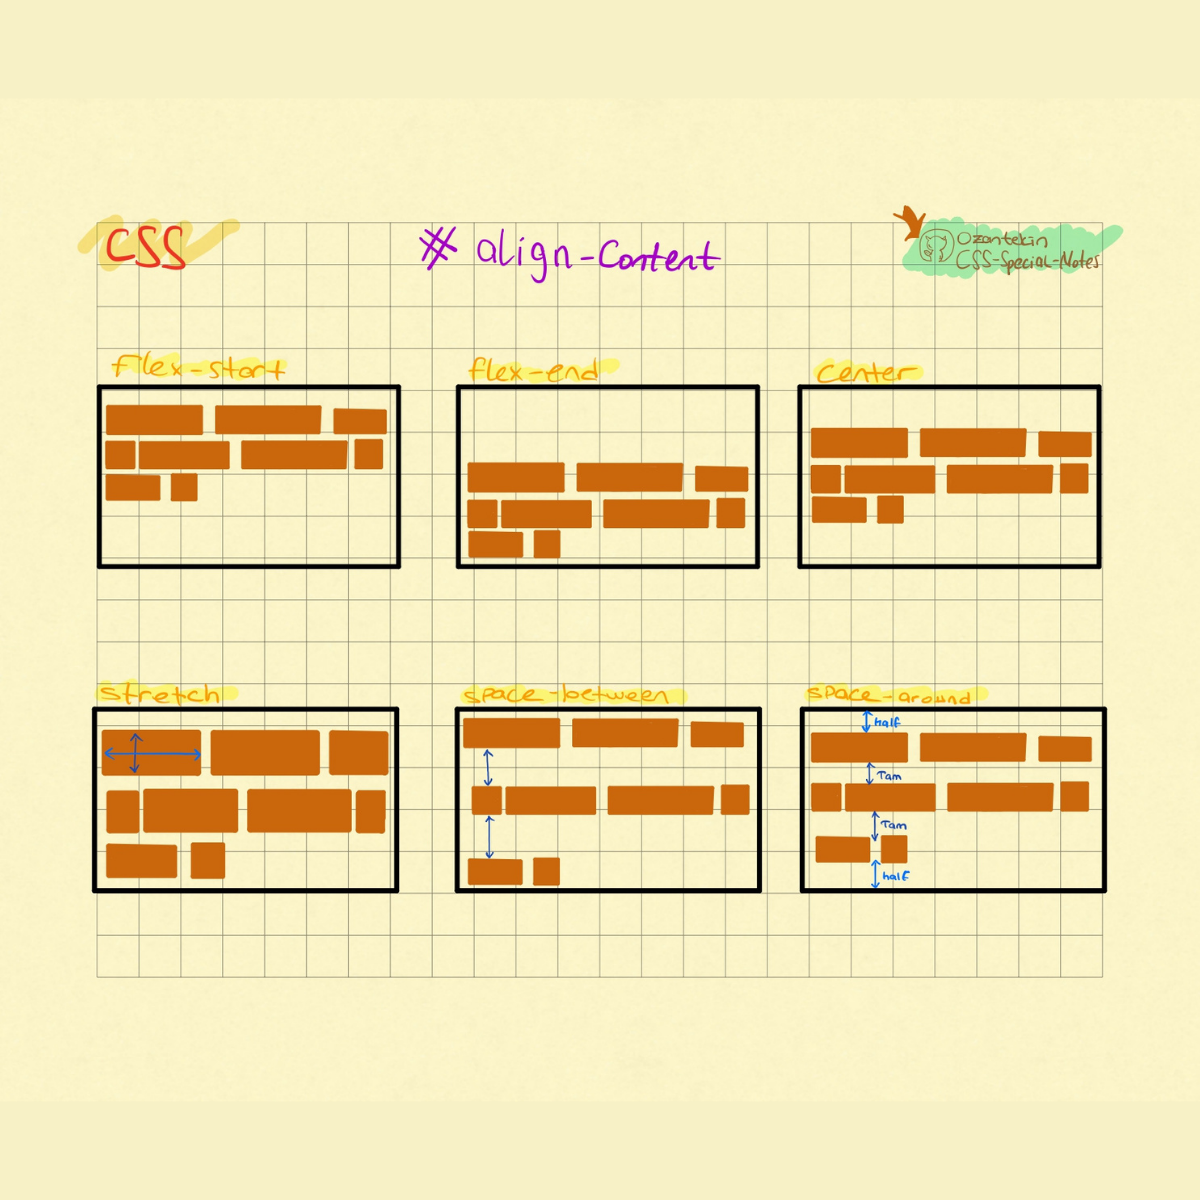 CSS
# align-Content
Ozantekin
CSS-Special-Notes
flex-start
flex-end
Center
Stretch
space-between
space-around
half
Tam
Tam
half